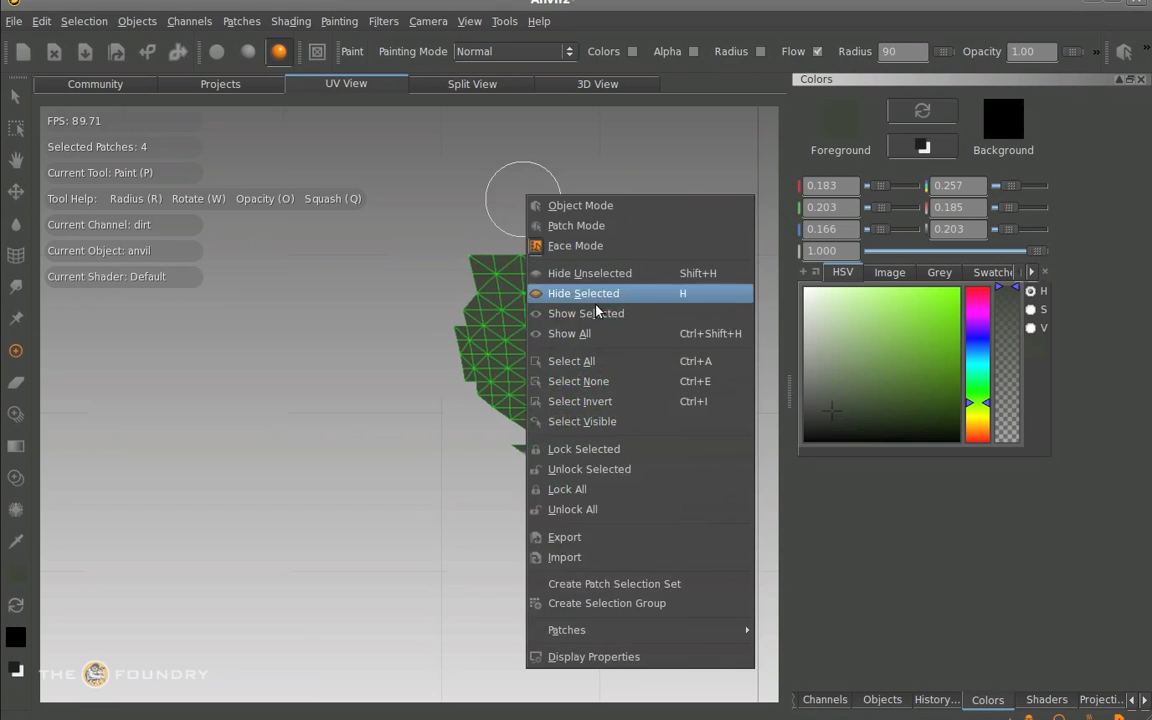 Anvil2*
File Edit Selection Objects Channels Patches Shading Painting Filters Camera View Tools Help
Paint Painting Mode Normal Colors Alpha Radius Flow Radius 90 Opacity 1.00 »
Community Projects UV View Split View 3D View
Colors
FPS: 89.71
Selected Patches: 4
Current Tool: Paint (P)
Tool Help: Radius (R) Rotate (W) Opacity (O) Squash (Q)
Current Channel: dirt
Current Object: anvil
Current Shader: Default
Object Mode
Patch Mode
Face Mode
Hide Unselected Shift+H
Hide Selected H
Show Selected
Show All Ctrl+Shift+H
Select All Ctrl+A
Select None Ctrl+E
Select Invert Ctrl+I
Select Visible
Lock Selected
Unlock Selected
Lock All
Unlock All
Export
Import
Create Patch Selection Set
Create Selection Group
Patches
Display Properties
Foreground Background
0.183 0.257
0.203 0.185
0.166 0.203
1.000
HSV Image Grey Swatche
H
S
V
THE FOUNDRY
Channels Objects History... Colors Shaders Projecti...